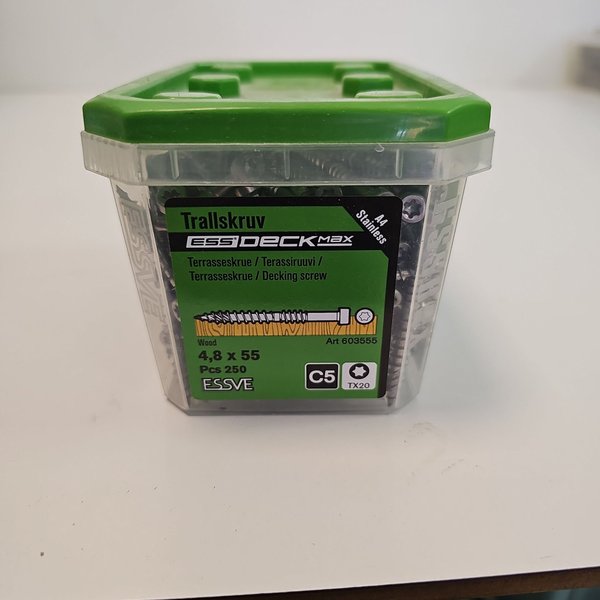 Trallskruv
A4
Stainless
ESSDECK MAX
Terrasseskrue / Terassiruuvi /
Terrasseskrue / Decking screw
Wood
Art 603555
4,8 x 55
Pcs 250
ESSVE
C5
TX20
ESSVE